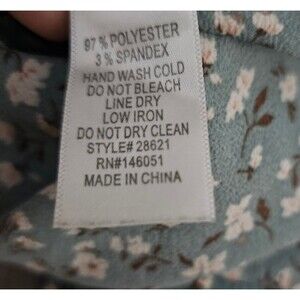 97% POLYESTER
3% SPANDEX
HAND WASH COLD
DO NOT BLEACH
LINE DRY
LOW IRON
DO NOT DRY CLEAN
STYLE# 28621
RN#146051
MADE IN CHINA